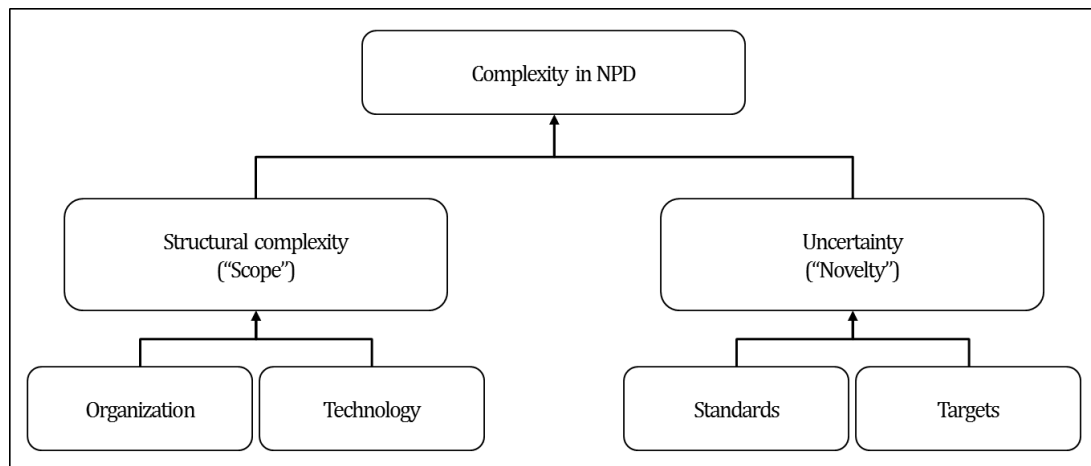 Complexity in NPD
Structural complexity
(“Scope”)
Uncertainty
(“Novelty”)
Organization
Technology
Standards
Targets